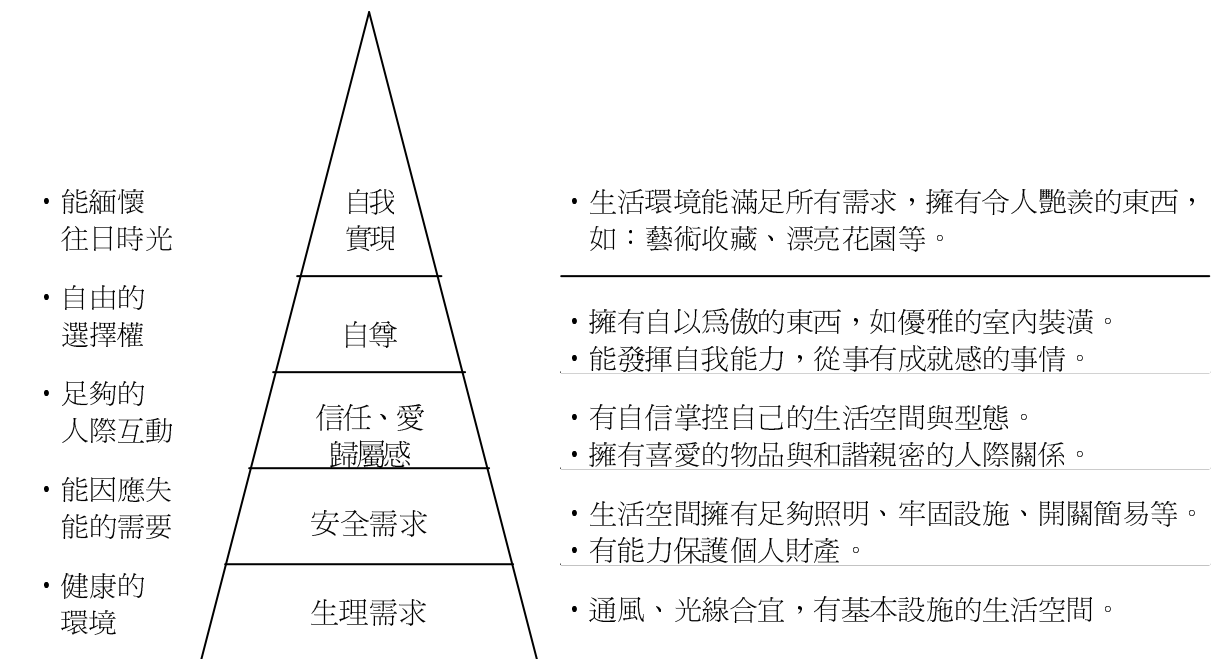 ・能緬懷
往日時光
自我
實現
・生活環境能滿足所有需求，擁有令人艷羨的東西，
如：藝術收藏、漂亮花園等。
・自由的
選擇權
自尊
・擁有自以為傲的東西，如優雅的室內裝潢。
・能發揮自我能力，從事有成就感的事情。
・足夠的
人際互動
信任、愛
歸屬感
・有自信掌控自己的生活空間與型態。
・擁有喜愛的物品與和諧親密的人際關係。
・能因應失
能的需要
安全需求
・生活空間擁有足夠照明、牢固設施、開關簡易等。
・有能力保護個人財產。
・健康的
環境
生理需求
・通風、光線合宜，有基本設施的生活空間。